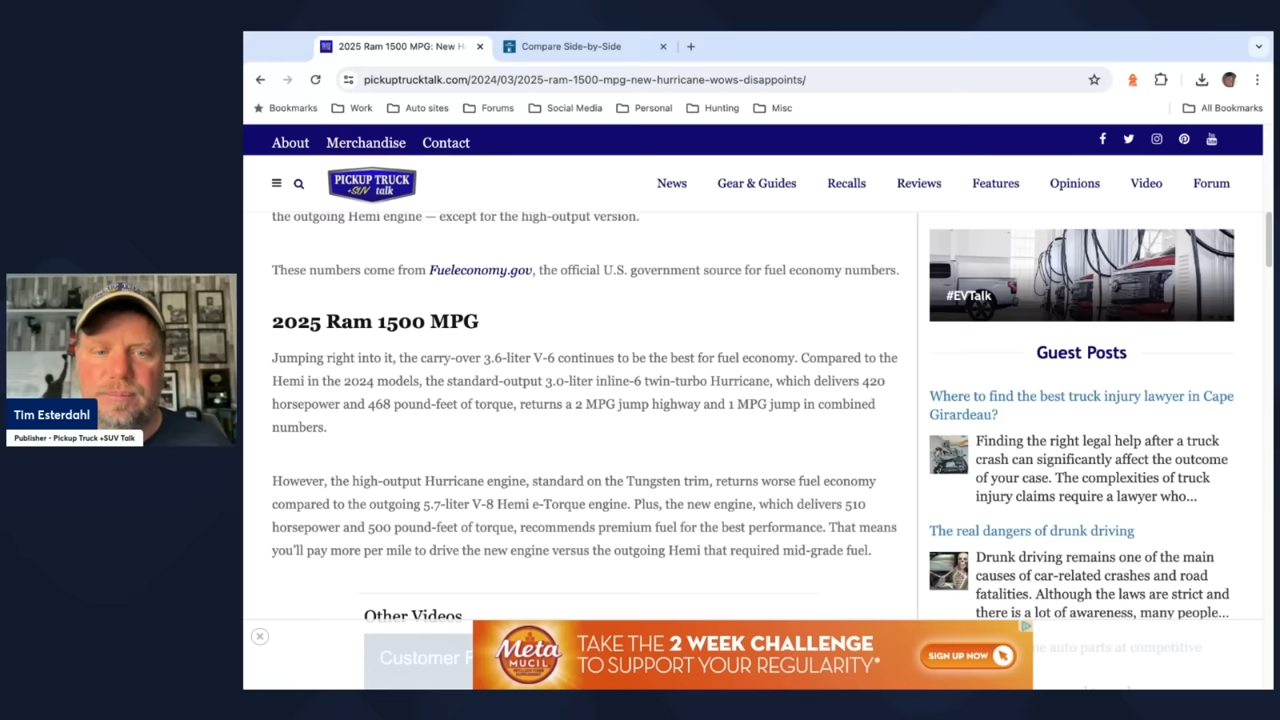 2025 Ram 1500 MPG: New H
Compare Side-by-Side
pickuptrucktalk.com/2024/03/2025-ram-1500-mpg-new-hurricane-wows-disappoints/
Bookmarks Work Auto sites Forums Social Media Personal Hunting Misc All Bookmarks
About Merchandise Contact
PICKUP TRUCK
+SUV talk
News Gear & Guides Recalls Reviews Features Opinions Video Forum
the outgoing Hemi engine — except for the high-output version.
These numbers come from Fueleconomy.gov, the official U.S. government source for fuel economy numbers.
2025 Ram 1500 MPG
Jumping right into it, the carry-over 3.6-liter V-6 continues to be the best for fuel economy. Compared to the
Hemi in the 2024 models, the standard-output 3.0-liter inline-6 twin-turbo Hurricane, which delivers 420
horsepower and 468 pound-feet of torque, returns a 2 MPG jump highway and 1 MPG jump in combined
numbers.
However, the high-output Hurricane engine, standard on the Tungsten trim, returns worse fuel economy
compared to the outgoing 5.7-liter V-8 Hemi e-Torque engine. Plus, the new engine, which delivers 510
horsepower and 500 pound-feet of torque, recommends premium fuel for the best performance. That means
you'll pay more per mile to drive the new engine versus the outgoing Hemi that required mid-grade fuel.
Other Videos
Customer F
#EVTalk
Guest Posts
Where to find the best truck injury lawyer in Cape
Girardeau?
Finding the right legal help after a truck
crash can significantly affect the outcome
of your case. The complexities of truck
injury claims require a lawyer who...
The real dangers of drunk driving
Drunk driving remains one of the main
causes of car-related crashes and road
fatalities. Although the laws are strict and
there is a lot of awareness, many people...
ne auto parts at competitive
Meta
MUCIL
TAKE THE 2 WEEK CHALLENGE
TO SUPPORT YOUR REGULARITY*
SIGN UP NOW
Tim Esterdahl
Publisher - Pickup Truck +SUV Talk